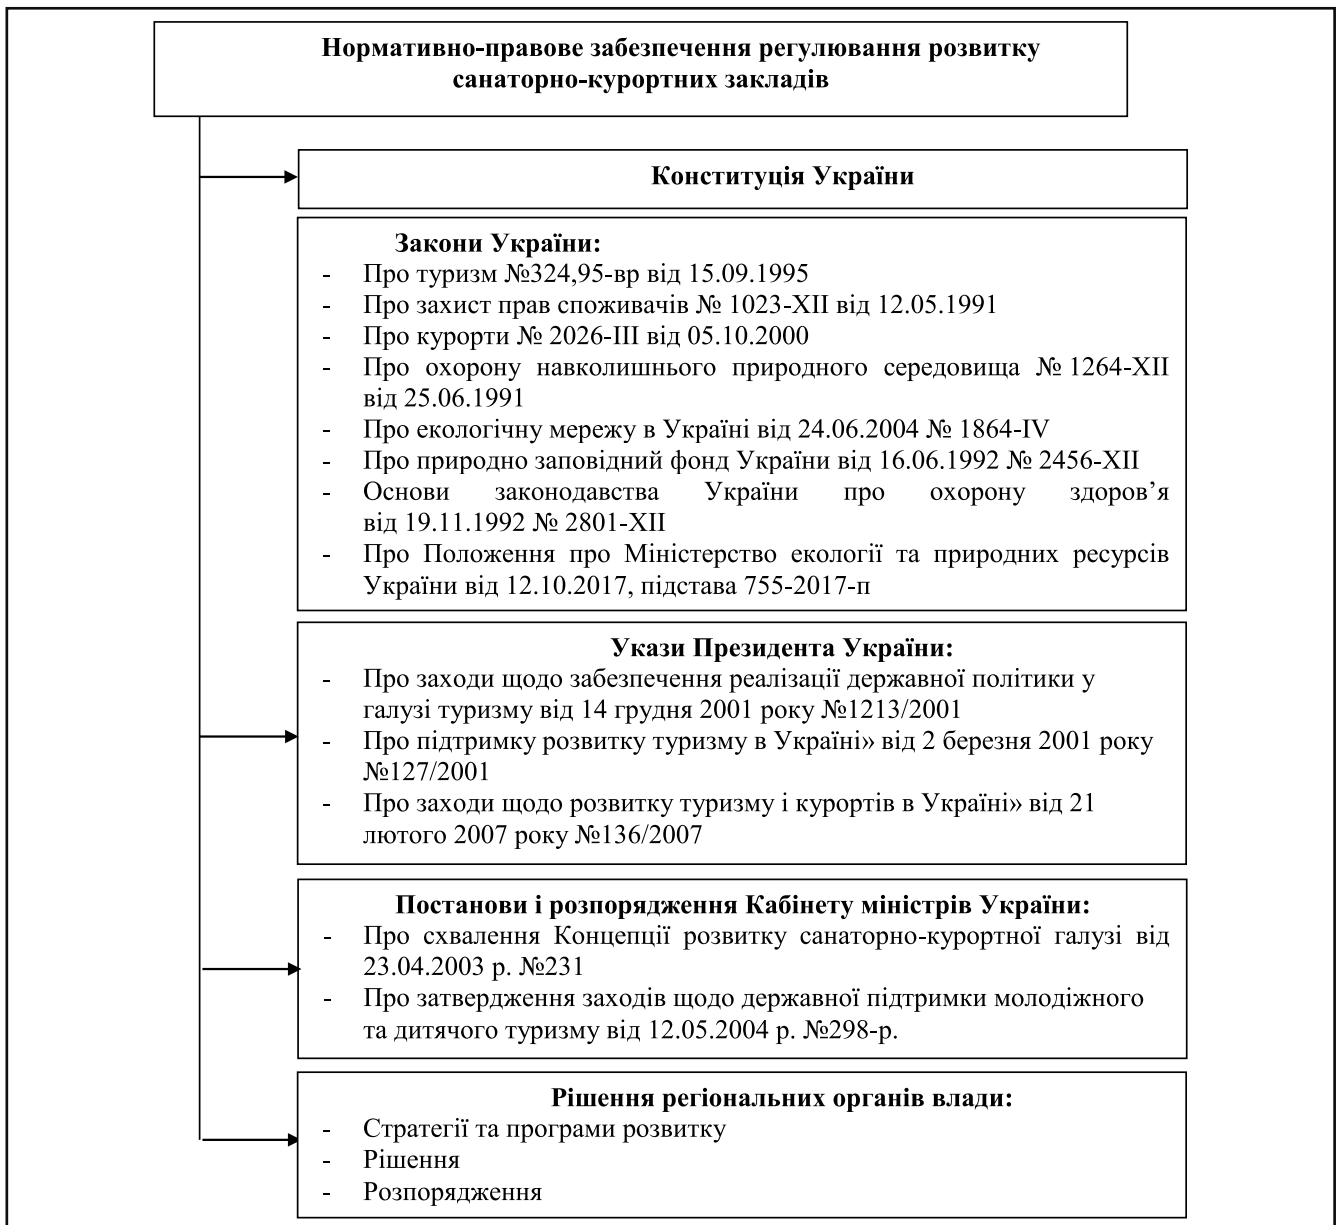 Нормативно-правове забезпечення регулювання розвитку
санаторно-курортних закладів
Конституція України
Закони України:
- Про туризм №324,95-вр від 15.09.1995
- Про захист прав споживачів № 1023-XII від 12.05.1991
- Про курорти № 2026-III від 05.10.2000
- Про охорону навколишнього природного середовища № 1264-XII
від 25.06.1991
- Про екологічну мережу в Україні від 24.06.2004 № 1864-IV
- Про природно заповідний фонд України від 16.06.1992 № 2456-XII
- Основи законодавства України про охорону здоров’я
від 19.11.1992 № 2801-XII
- Про Положення про Міністерство екології та природних ресурсів
України від 12.10.2017, підстава 755-2017-п
Укази Президента України:
- Про заходи щодо забезпечення реалізації державної політики у
галузі туризму від 14 грудня 2001 року №1213/2001
- Про підтримку розвитку туризму в Україні» від 2 березня 2001 року
№127/2001
- Про заходи щодо розвитку туризму і курортів в Україні» від 21
лютого 2007 року №136/2007
Постанови і розпорядження Кабінету міністрів України:
- Про схвалення Концепції розвитку санаторно-курортної галузі від
23.04.2003 р. №231
- Про затвердження заходів щодо державної підтримки молодіжного
та дитячого туризму від 12.05.2004 р. №298-р.
Рішення регіональних органів влади:
- Стратегії та програми розвитку
- Рішення
- Розпорядження